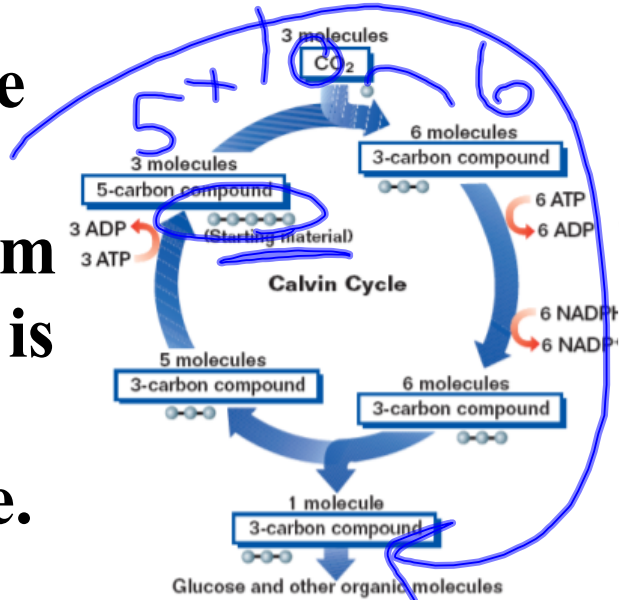 3 molecules
CO₂
5 + 1 6
e
6 molecules
3-carbon compound
3 molecules
5-carbon compound
(Starting material)
6 ATP
6 ADP
3 ADP
3 ATP
m
Calvin Cycle
is
6 NADPH
6 NADP⁺
5 molecules
3-carbon compound
6 molecules
3-carbon compound
e.
1 molecule
3-carbon compound
Glucose and other organic molecules